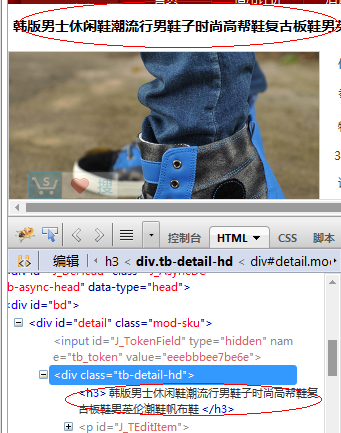 韩版男士休闲鞋潮流行男鞋子时尚高帮鞋复古板鞋男英
搜
控制台 HTML CSS 脚本
编辑 h3 < div.tb-detail-hd < div#detail.mod
b-async-head" data-type="head">
<div id="bd">
<div id="detail" class="mod-sku">
<input id="J_TokenField" type="hidden" nam
e="tb_token" value="eeebbbee7be6e">
<div class="tb-detail-hd">
<h3> 韩版男士休闲鞋潮流行男鞋子时尚高帮鞋复
古板鞋男英伦潮鞋帆布鞋 </h3>
<p id="J_TEditItem">